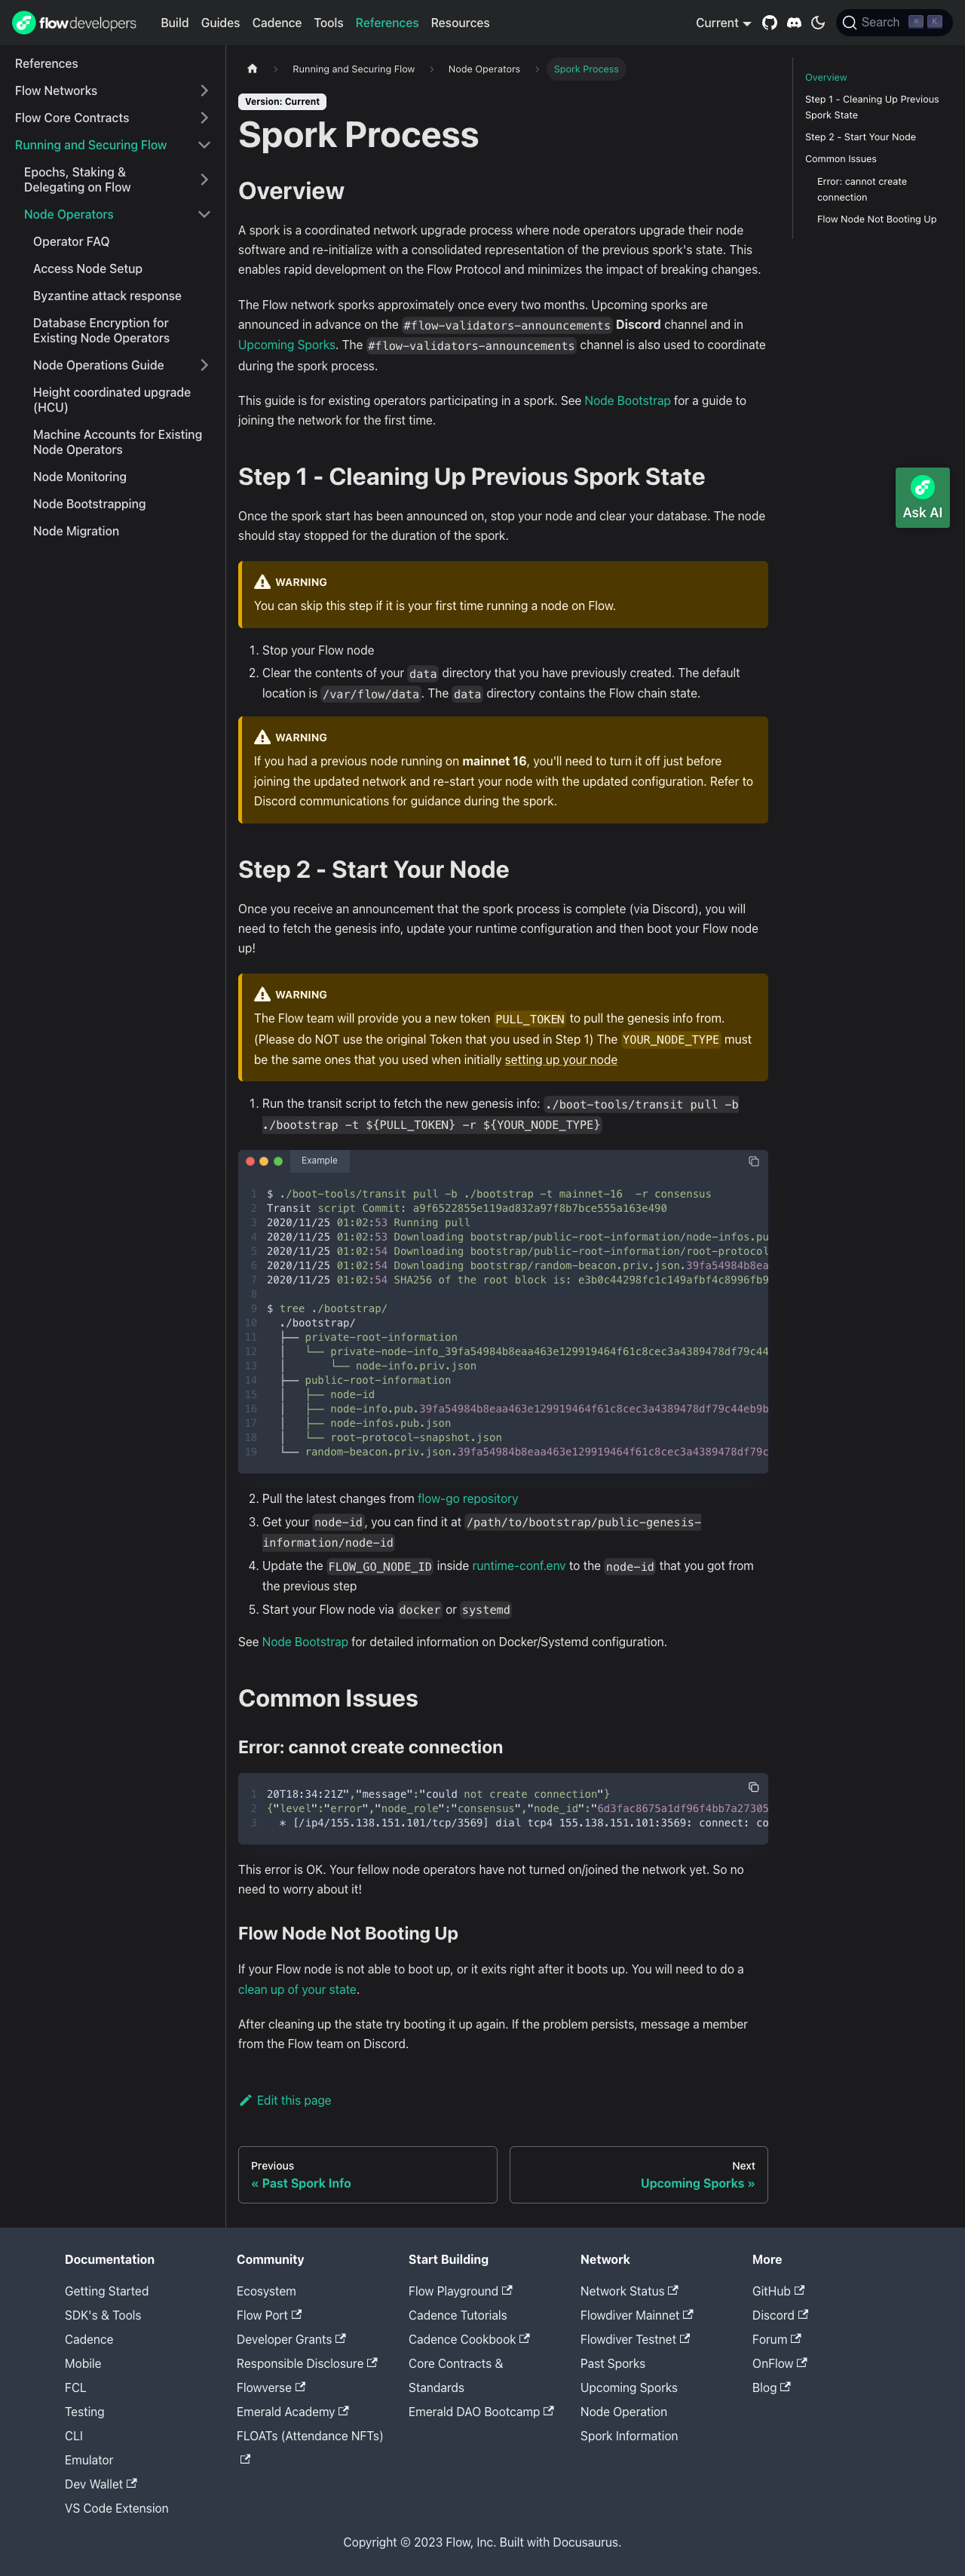 flow developers
Build Guides Cadence Tools References Resources
Current
Search ⌘ K
References
Flow Networks
Flow Core Contracts
Running and Securing Flow
Epochs, Staking &
Delegating on Flow
Node Operators
Operator FAQ
Access Node Setup
Byzantine attack response
Database Encryption for
Existing Node Operators
Node Operations Guide
Height coordinated upgrade
(HCU)
Machine Accounts for Existing
Node Operators
Node Monitoring
Node Bootstrapping
Node Migration
Running and Securing Flow > Node Operators > Spork Process
Version: Current
Spork Process
Overview
A spork is a coordinated network upgrade process where node operators upgrade their node
software and re-initialize with a consolidated representation of the previous spork's state. This
enables rapid development on the Flow Protocol and minimizes the impact of breaking changes.
The Flow network sporks approximately once every two months. Upcoming sporks are
announced in advance on the #flow-validators-announcements Discord channel and in
Upcoming Sporks. The #flow-validators-announcements channel is also used to coordinate
during the spork process.
This guide is for existing operators participating in a spork. See Node Bootstrap for a guide to
joining the network for the first time.
Step 1 - Cleaning Up Previous Spork State
Once the spork start has been announced on, stop your node and clear your database. The node
should stay stopped for the duration of the spork.
WARNING
You can skip this step if it is your first time running a node on Flow.
1. Stop your Flow node
2. Clear the contents of your data directory that you have previously created. The default
location is /var/flow/data. The data directory contains the Flow chain state.
WARNING
If you had a previous node running on mainnet 16, you'll need to turn it off just before
joining the updated network and re-start your node with the updated configuration. Refer to
Discord communications for guidance during the spork.
Step 2 - Start Your Node
Once you receive an announcement that the spork process is complete (via Discord), you will
need to fetch the genesis info, update your runtime configuration and then boot your Flow node
up!
WARNING
The Flow team will provide you a new token PULL_TOKEN to pull the genesis info from.
(Please do NOT use the original Token that you used in Step 1) The YOUR_NODE_TYPE must
be the same ones that you used when initially setting up your node
1. Run the transit script to fetch the new genesis info: ./boot-tools/transit pull -b
./bootstrap -t ${PULL_TOKEN} -r ${YOUR_NODE_TYPE}
Example
1 $ ./boot-tools/transit pull -b ./bootstrap -t mainnet-16  -r consensus
2 Transit script Commit: a9f6522855e119ad832a97f8b7bce555a163e490
3 2020/11/25 01:02:53 Running pull
4 2020/11/25 01:02:53 Downloading bootstrap/public-root-information/node-infos.pu
5 2020/11/25 01:02:54 Downloading bootstrap/public-root-information/root-protocol
6 2020/11/25 01:02:54 Downloading bootstrap/random-beacon.priv.json.39fa54984b8ea
7 2020/11/25 01:02:54 SHA256 of the root block is: e3b0c44298fc1c149afbf4c8996fb9
8
9 $ tree ./bootstrap/
10   ./bootstrap/
11   ├── private-root-information
12   │   └── private-node-info_39fa54984b8eaa463e129919464f61c8cec3a4389478df79c44
13   │       └── node-info.priv.json
14   ├── public-root-information
15   │   ├── node-id
16   │   ├── node-info.pub.39fa54984b8eaa463e129919464f61c8cec3a4389478df79c44eb9b
17   │   ├── node-infos.pub.json
18   │   └── root-protocol-snapshot.json
19   └── random-beacon.priv.json.39fa54984b8eaa463e129919464f61c8cec3a4389478df79c
2. Pull the latest changes from flow-go repository
3. Get your node-id, you can find it at /path/to/bootstrap/public-genesis-
information/node-id
4. Update the FLOW_GO_NODE_ID inside runtime-conf.env to the node-id that you got from
the previous step
5. Start your Flow node via docker or systemd
See Node Bootstrap for detailed information on Docker/Systemd configuration.
Common Issues
Error: cannot create connection
1 20T18:34:21Z","message":"could not create connection"}
2 {"level":"error","node_role":"consensus","node_id":"6d3fac8675a1df96f4bb7a27305
3   * [/ip4/155.138.151.101/tcp/3569] dial tcp4 155.138.151.101:3569: connect: co
This error is OK. Your fellow node operators have not turned on/joined the network yet. So no
need to worry about it!
Flow Node Not Booting Up
If your Flow node is not able to boot up, or it exits right after it boots up. You will need to do a
clean up of your state.
After cleaning up the state try booting it up again. If the problem persists, message a member
from the Flow team on Discord.
Edit this page
Previous
« Past Spork Info
Next
Upcoming Sporks »
Overview
Step 1 - Cleaning Up Previous
Spork State
Step 2 - Start Your Node
Common Issues
Error: cannot create
connection
Flow Node Not Booting Up
Ask AI
Documentation
Getting Started
SDK's & Tools
Cadence
Mobile
FCL
Testing
CLI
Emulator
Dev Wallet
VS Code Extension
Community
Ecosystem
Flow Port
Developer Grants
Responsible Disclosure
Flowverse
Emerald Academy
FLOATs (Attendance NFTs)
Start Building
Flow Playground
Cadence Tutorials
Cadence Cookbook
Core Contracts &
Standards
Emerald DAO Bootcamp
Network
Network Status
Flowdiver Mainnet
Flowdiver Testnet
Past Sporks
Upcoming Sporks
Node Operation
Spork Information
More
GitHub
Discord
Forum
OnFlow
Blog
Copyright © 2023 Flow, Inc. Built with Docusaurus.